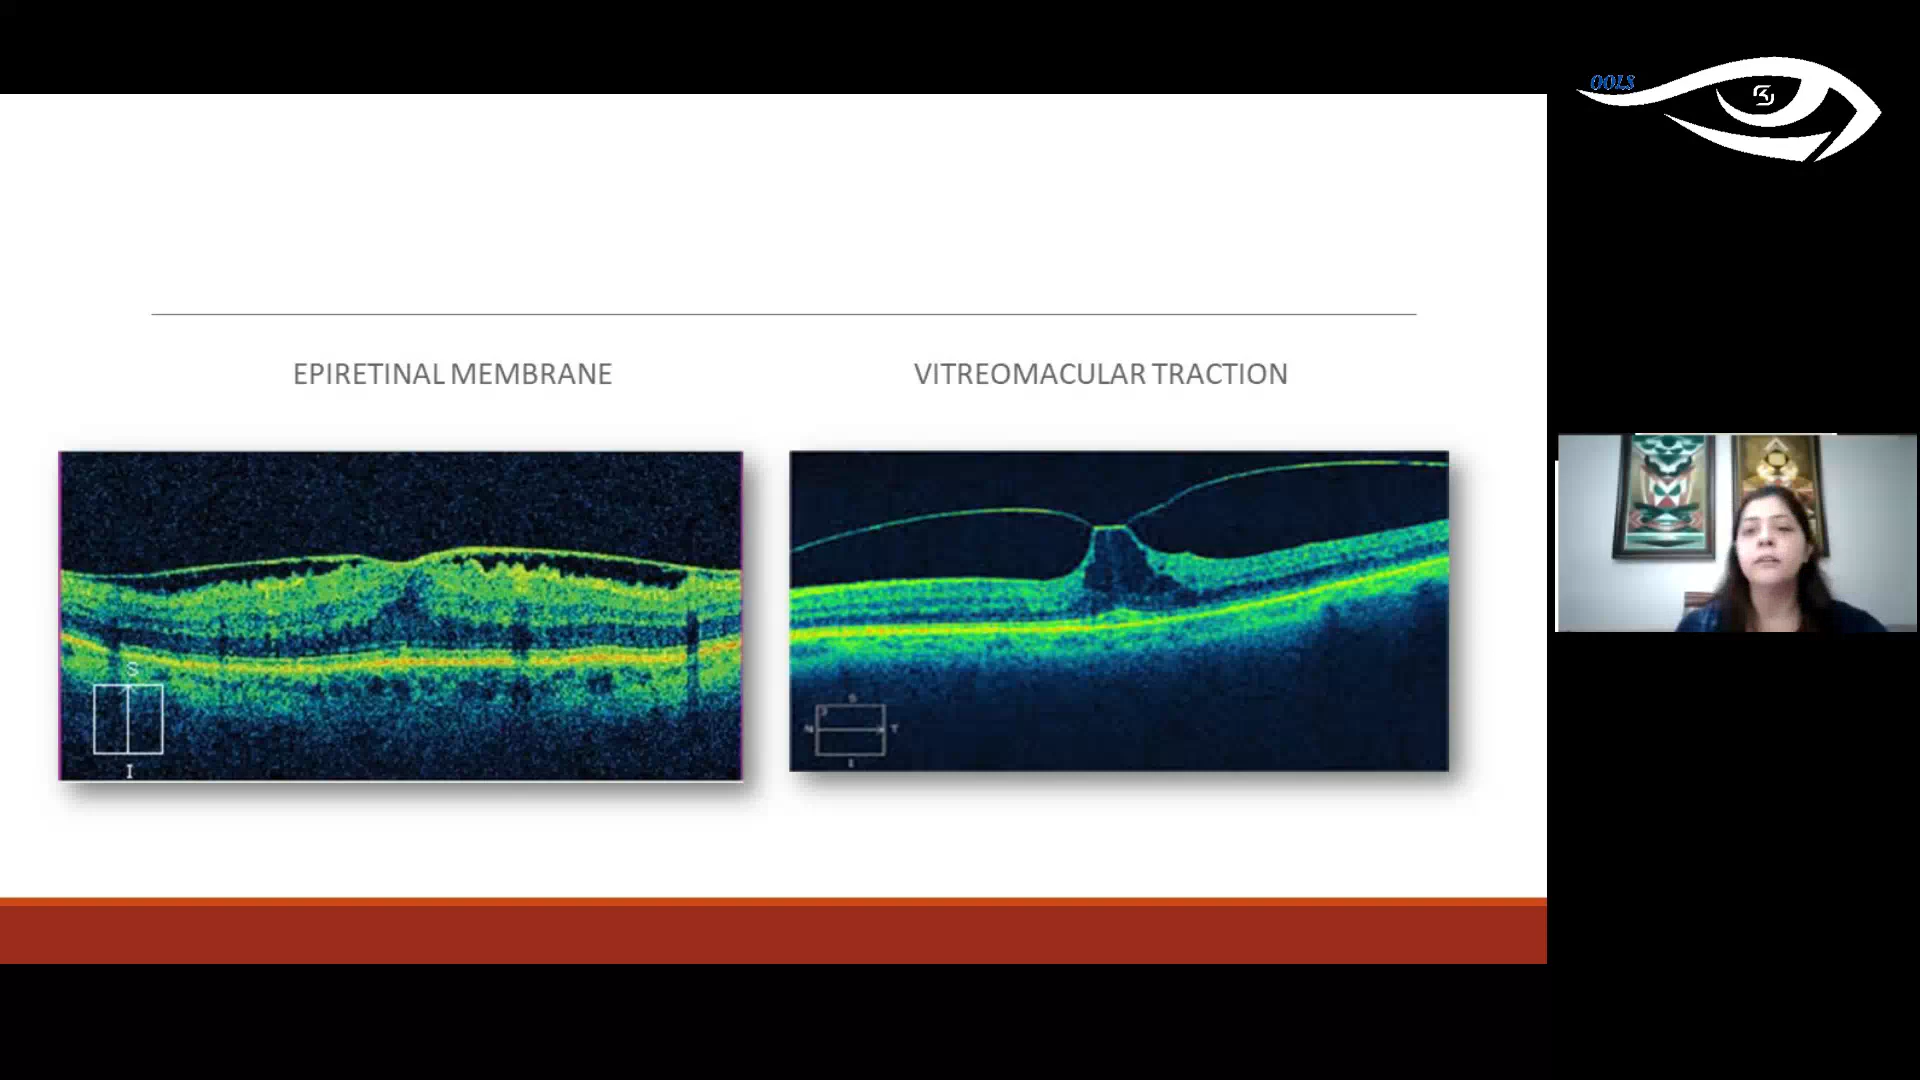 OOLS
EPIRETINAL MEMBRANE
VITREOMACULAR TRACTION
S
I
S
N
T
I